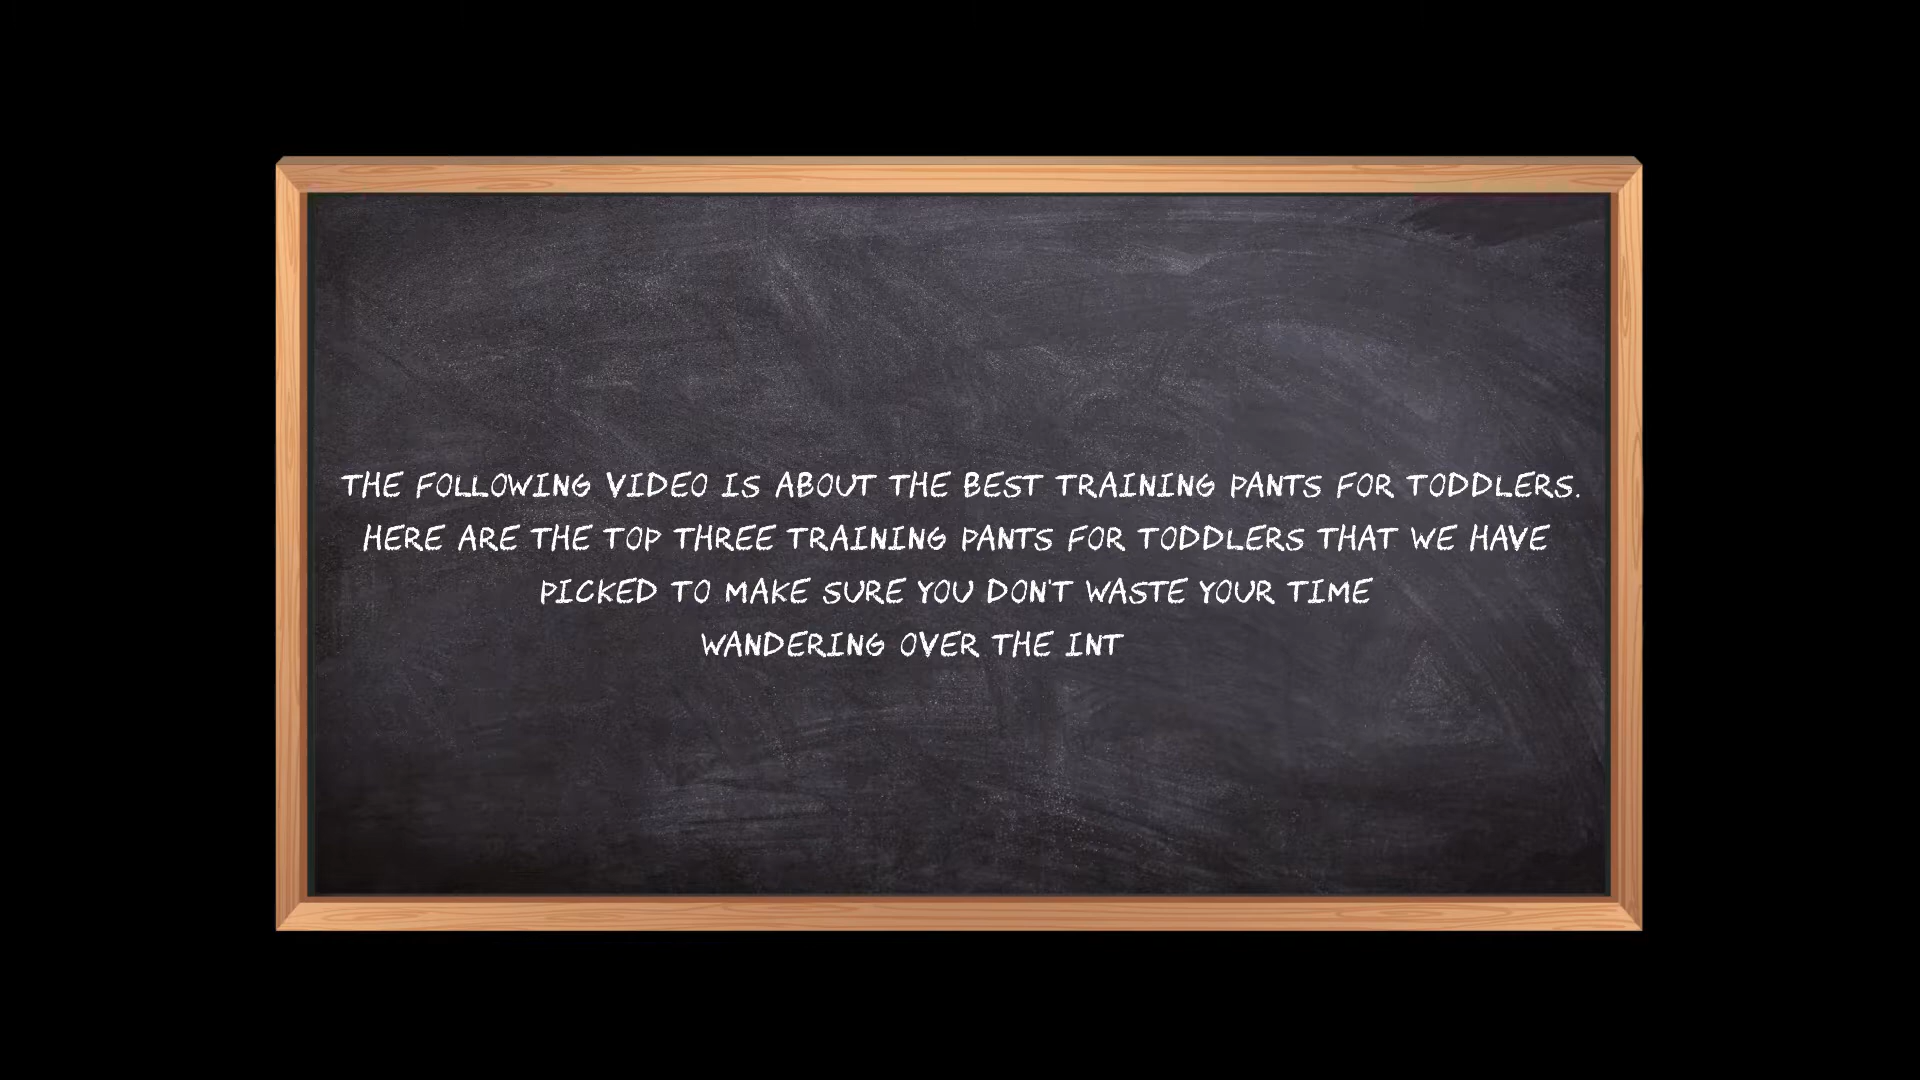 THE FOLLOWING VIDEO IS ABOUT THE BEST TRAINING PANTS FOR TODDLERS.
HERE ARE THE TOP THREE TRAINING PANTS FOR TODDLERS THAT WE HAVE
PICKED TO MAKE SURE YOU DON'T WASTE YOUR TIME
WANDERING OVER THE INT